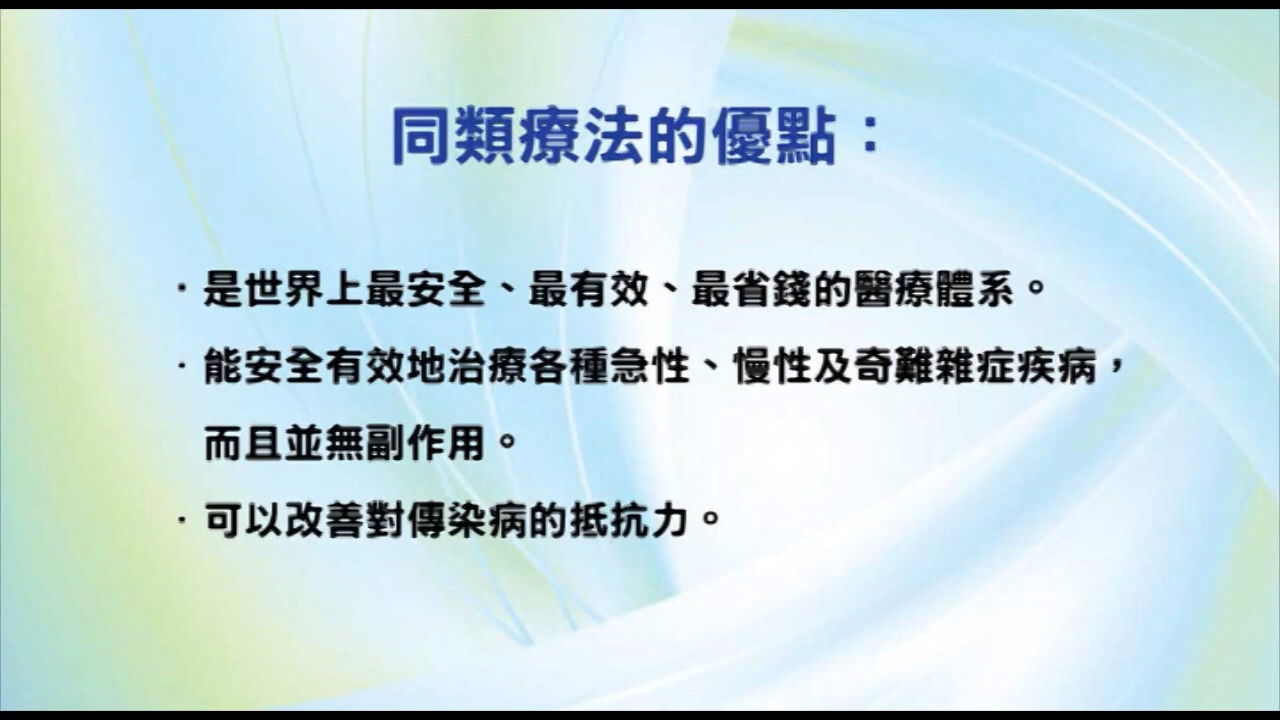 同類療法的優點：
·是世界上最安全、最有效、最省錢的醫療體系。
·能安全有效地治療各種急性、慢性及奇難雜症疾病，
而且並無副作用。
·可以改善對傳染病的抵抗力。